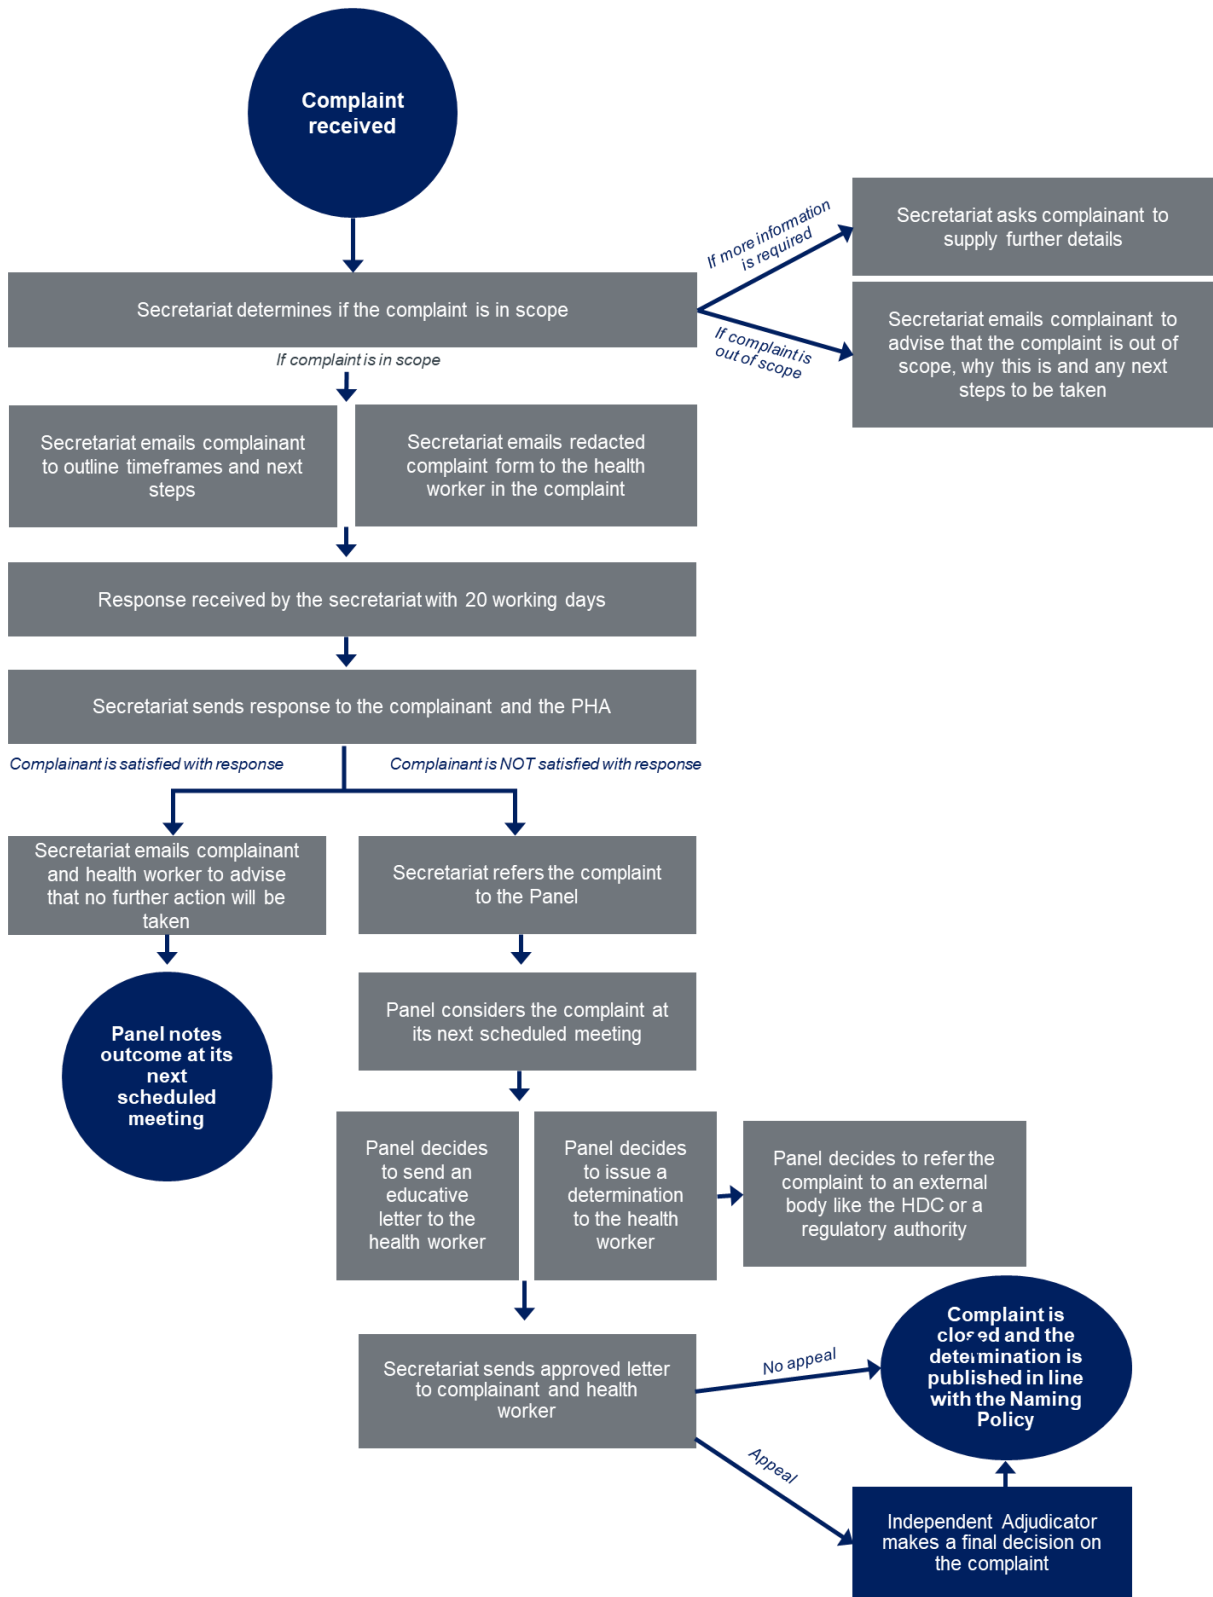 Complaint
received
If more information
is required
Secretariat asks complainant to
supply further details
Secretariat determines if the complaint is in scope
If complaint is
out of scope
Secretariat emails complainant to
advise that the complaint is out of
scope, why this is and any next
steps to be taken
If complaint is in scope
Secretariat emails complainant
to outline timeframes and next
steps
Secretariat emails redacted
complaint form to the health
worker in the complaint
Response received by the secretariat with 20 working days
Secretariat sends response to the complainant and the PHA
Complainant is satisfied with response
Complainant is NOT satisfied with response
Secretariat emails complainant
and health worker to advise
that no further action will be
taken
Secretariat refers the complaint
to the Panel
Panel notes
outcome at its
next
scheduled
meeting
Panel considers the complaint at
its next scheduled meeting
Panel decides
to send an
educative
letter to the
health worker
Panel decides
to issue a
determination
to the health
worker
Panel decides to refer the
complaint to an external
body like the HDC or a
regulatory authority
Secretariat sends approved letter
to complainant and health
worker
No appeal
Complaint is
closed and the
determination is
published in line
with the Naming
Policy
Appeal
Independent Adjudicator
makes a final decision on
the complaint